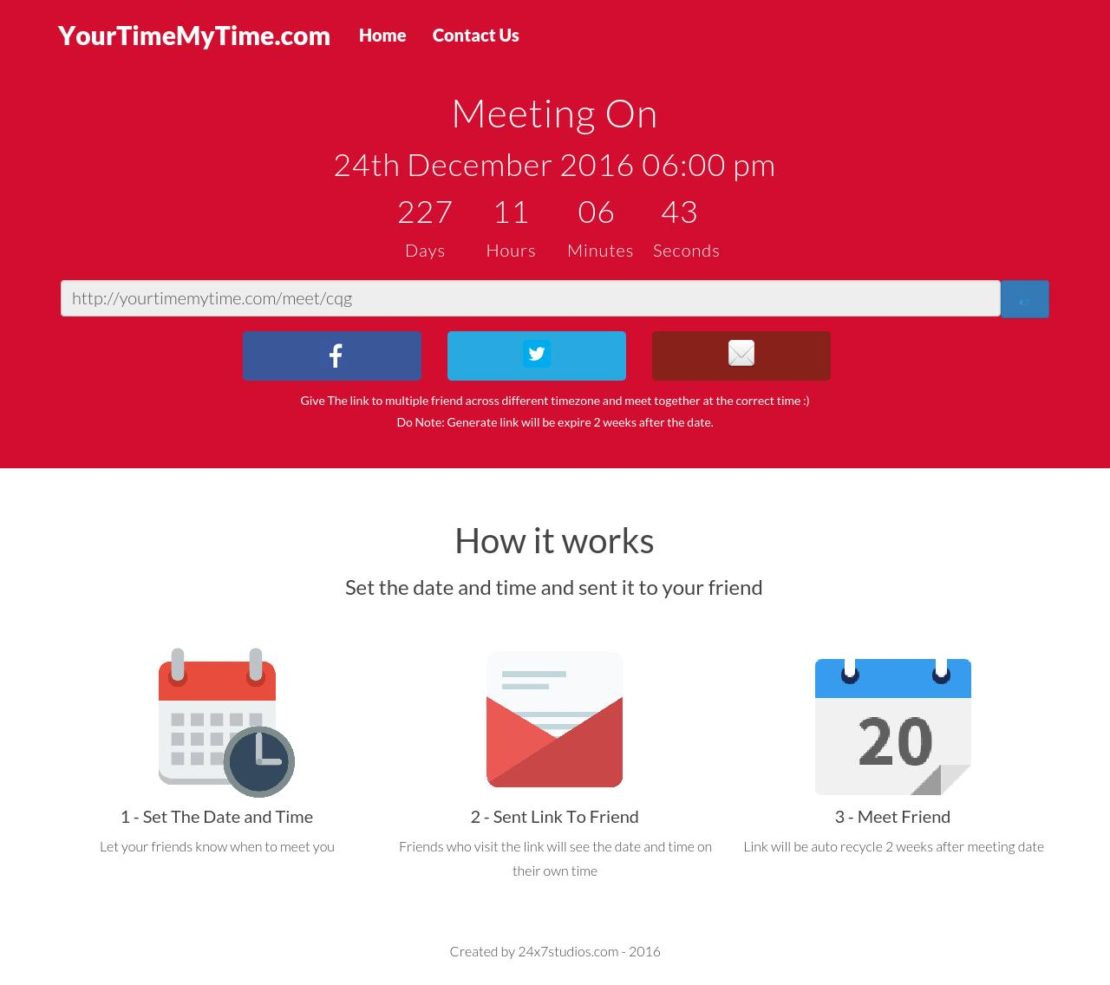 YourTimeMyTime.com Home Contact Us
Meeting On
24th December 2016 06:00 pm
227 11 06 43
Days Hours Minutes Seconds
http://yourtimemytime.com/meet/cqg
Give The link to multiple friend across different timezone and meet together at the correct time :)
Do Note: Generate link will be expire 2 weeks after the date.
How it works
Set the date and time and sent it to your friend
20
1 - Set The Date and Time
Let your friends know when to meet you
2 - Sent Link To Friend
Friends who visit the link will see the date and time on
their own time
3 - Meet Friend
Link will be auto recycle 2 weeks after meeting date
Created by 24x7studios.com - 2016